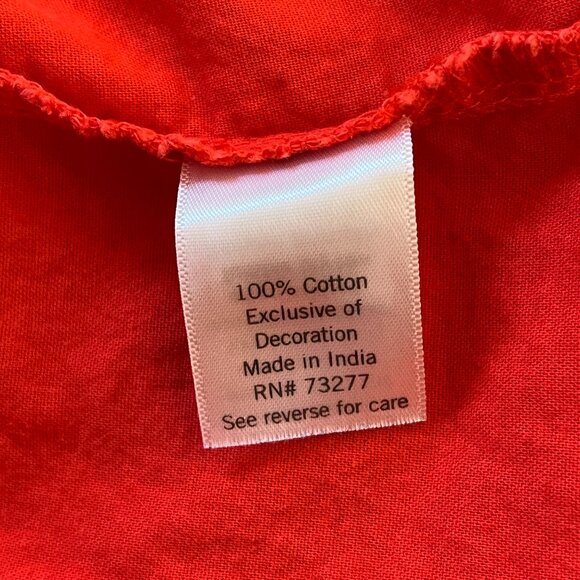 100% Cotton
Exclusive of
Decoration
Made in India
RN# 73277
See reverse for care